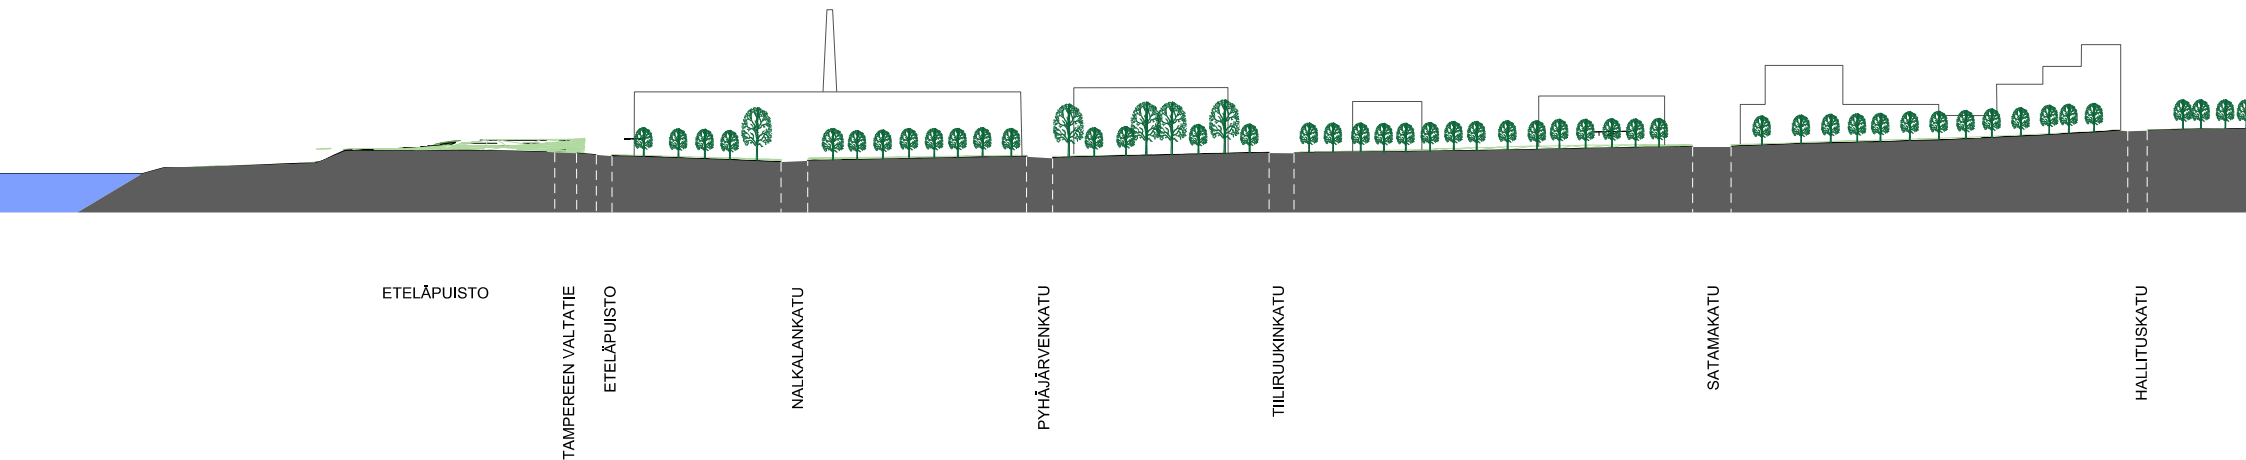 ETELÄPUISTO
TAMPEREEN VALTATIE
ETELÄPUISTO
NALKALANKATU
PYHÄJÄRVENKATU
TIILIRUUKINKATU
SATAMAKATU
HALLITUSKATU